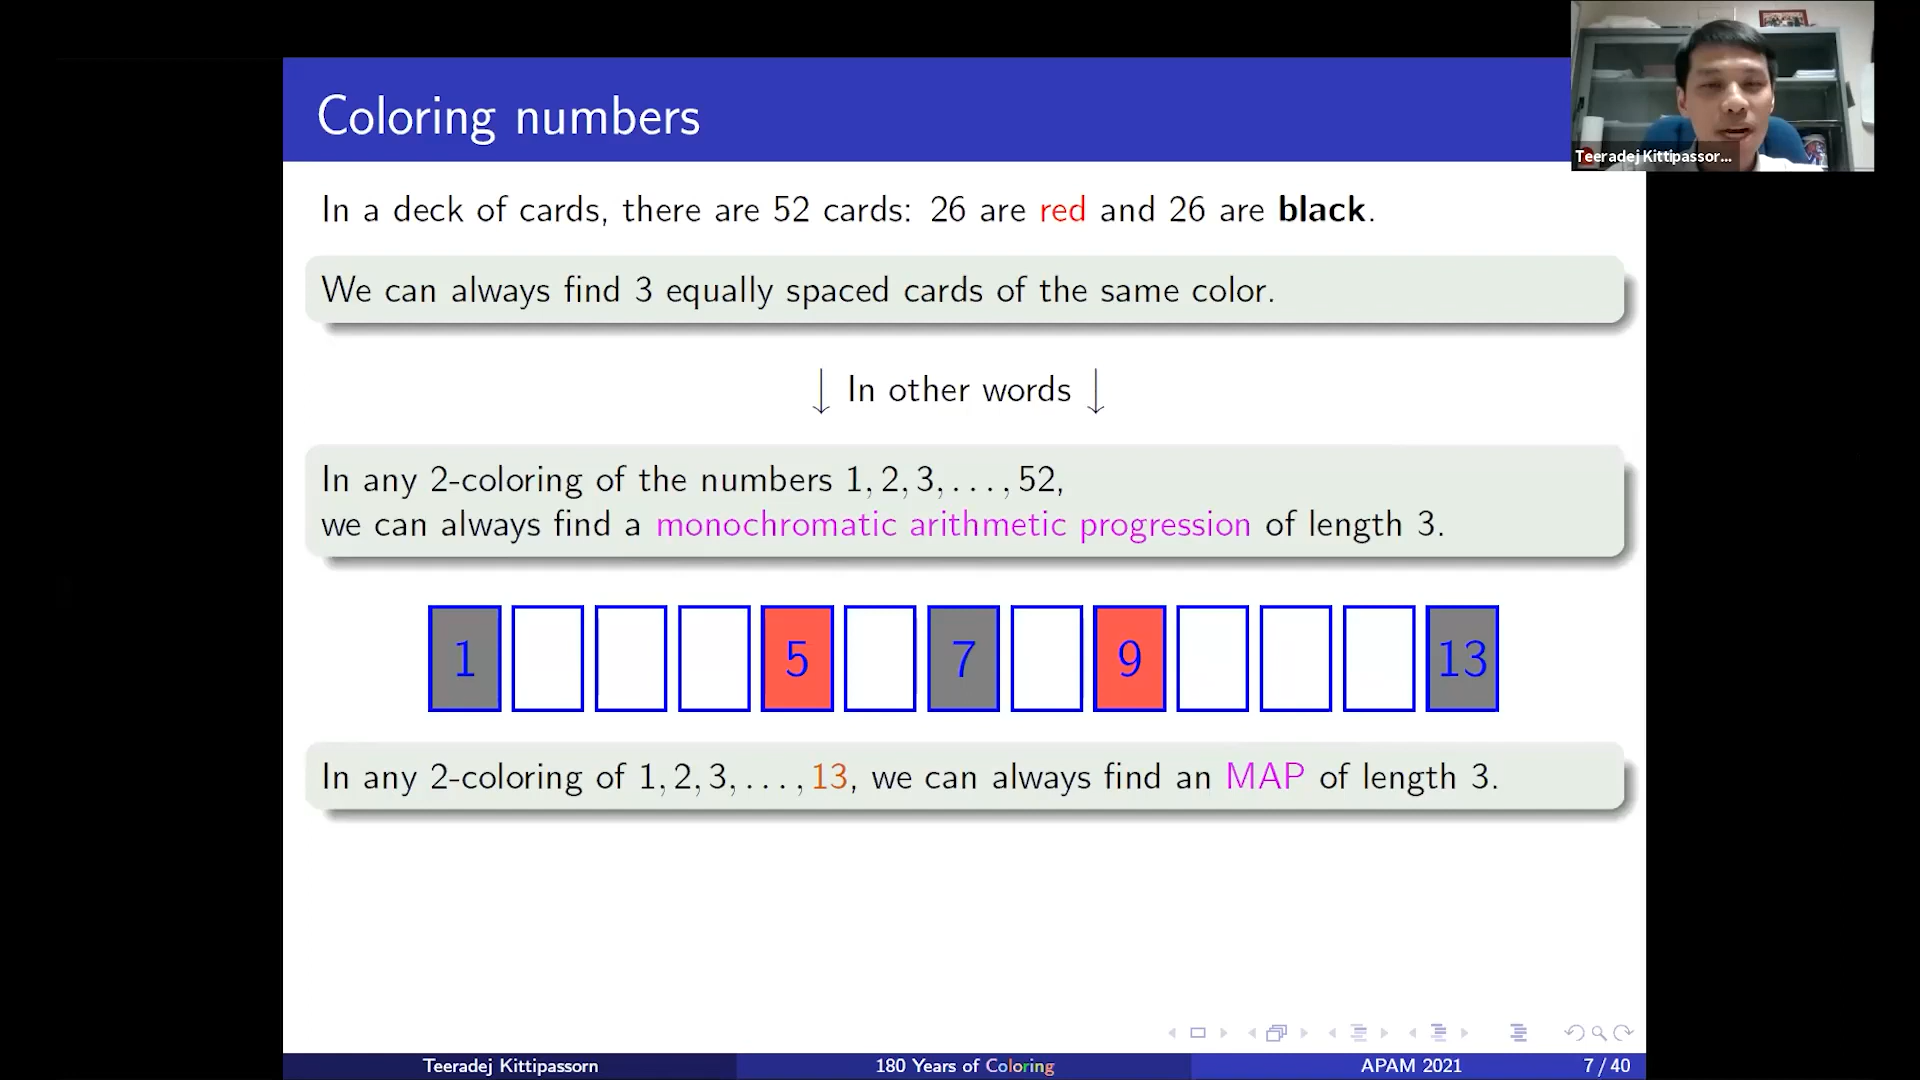 Coloring numbers
Teeradej Kittipassor...
In a deck of cards, there are 52 cards: 26 are red and 26 are black.
We can always find 3 equally spaced cards of the same color.
↓ In other words ↓
In any 2-coloring of the numbers 1, 2, 3, . . . , 52,
we can always find a monochromatic arithmetic progression of length 3.
1 5 7 9 13
In any 2-coloring of 1, 2, 3, . . . , 13, we can always find an MAP of length 3.
Teeradej Kittipassorn 180 Years of Coloring APAM 2021 7 / 40